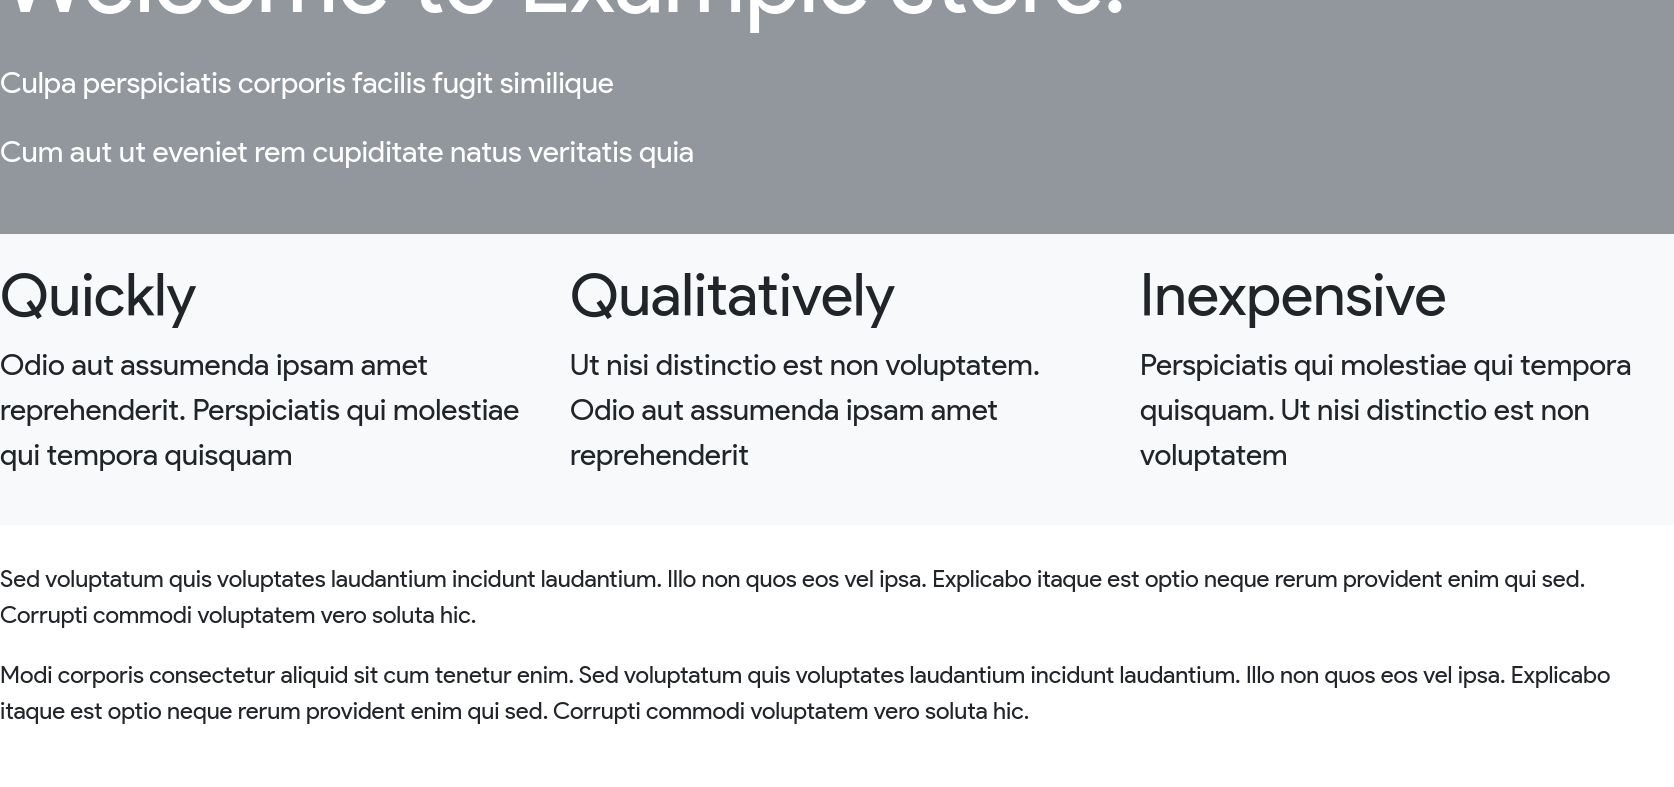 Welcome to Example store!
Culpa perspiciatis corporis facilis fugit similique
Cum aut ut eveniet rem cupiditate natus veritatis quia
Quickly
Odio aut assumenda ipsam amet
reprehenderit. Perspiciatis qui molestiae
qui tempora quisquam
Qualitatively
Ut nisi distinctio est non voluptatem.
Odio aut assumenda ipsam amet
reprehenderit
Inexpensive
Perspiciatis qui molestiae qui tempora
quisquam. Ut nisi distinctio est non
voluptatem
Sed voluptatum quis voluptates laudantium incidunt laudantium. Illo non quos eos vel ipsa. Explicabo itaque est optio neque rerum provident enim qui sed.
Corrupti commodi voluptatem vero soluta hic.
Modi corporis consectetur aliquid sit cum tenetur enim. Sed voluptatum quis voluptates laudantium incidunt laudantium. Illo non quos eos vel ipsa. Explicabo
itaque est optio neque rerum provident enim qui sed. Corrupti commodi voluptatem vero soluta hic.